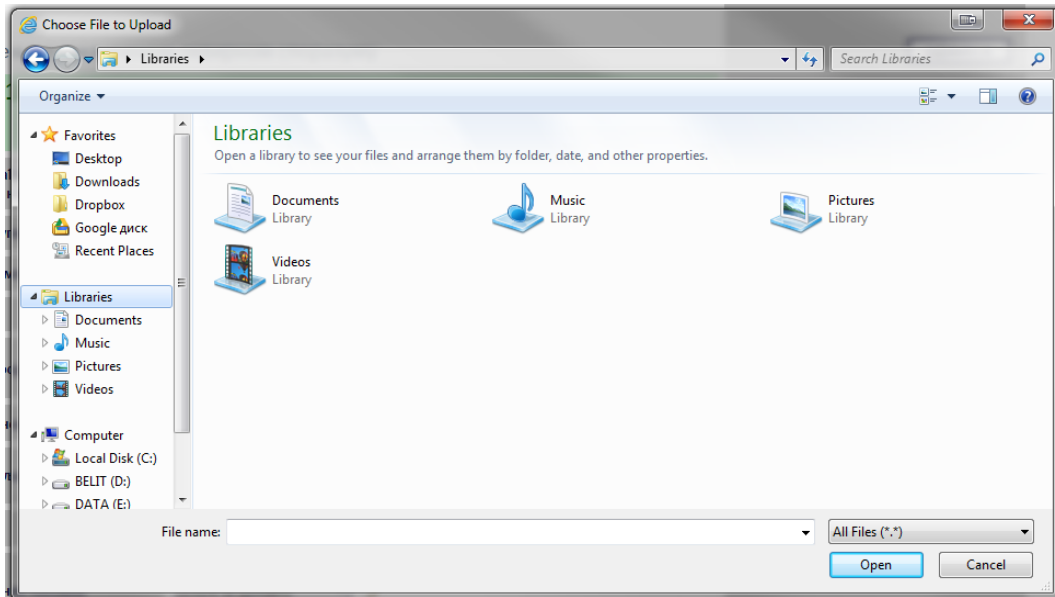 Choose File to Upload
Libraries
Search Libraries
Organize
Favorites
Desktop
Downloads
Dropbox
Google диск
Recent Places
Libraries
Documents
Music
Pictures
Videos
Computer
Local Disk (C:)
BELIT (D:)
DATA (E:)
Libraries
Open a library to see your files and arrange them by folder, date, and other properties.
Documents
Library
Music
Library
Pictures
Library
Videos
Library
File name:
All Files (*.*)
Open
Cancel